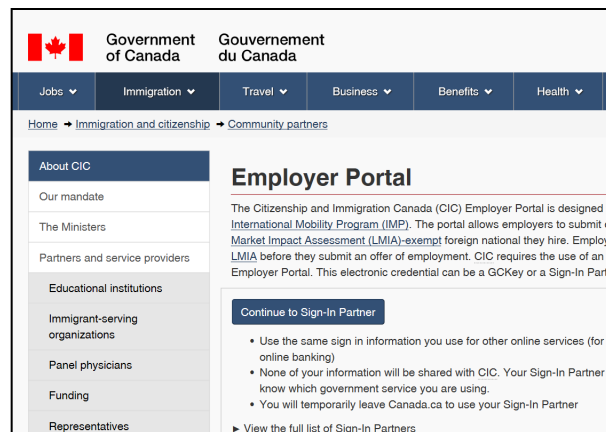 Government of Canada
Gouvernement du Canada
Jobs
Immigration
Travel
Business
Benefits
Health
Home → Immigration and citizenship → Community partners
About CIC
Our mandate
The Ministers
Partners and service providers
Educational institutions
Immigrant-serving
organizations
Panel physicians
Funding
Representatives
Employer Portal
The Citizenship and Immigration Canada (CIC) Employer Portal is designed
International Mobility Program (IMP). The portal allows employers to submit
Market Impact Assessment (LMIA)-exempt foreign national they hire.
LMIA before they submit an offer of employment. CIC requires the use of an
Employer Portal. This electronic credential can be a GCKey or a Sign-In
Continue to Sign-In Partner
• Use the same sign in information you use for other online services (for
online banking)
• None of your information will be shared with CIC. Your Sign-In Partner
know which government service you are using.
• You will temporarily leave Canada.ca to use your Sign-In Partner
► View the full list of Sign-In Partners